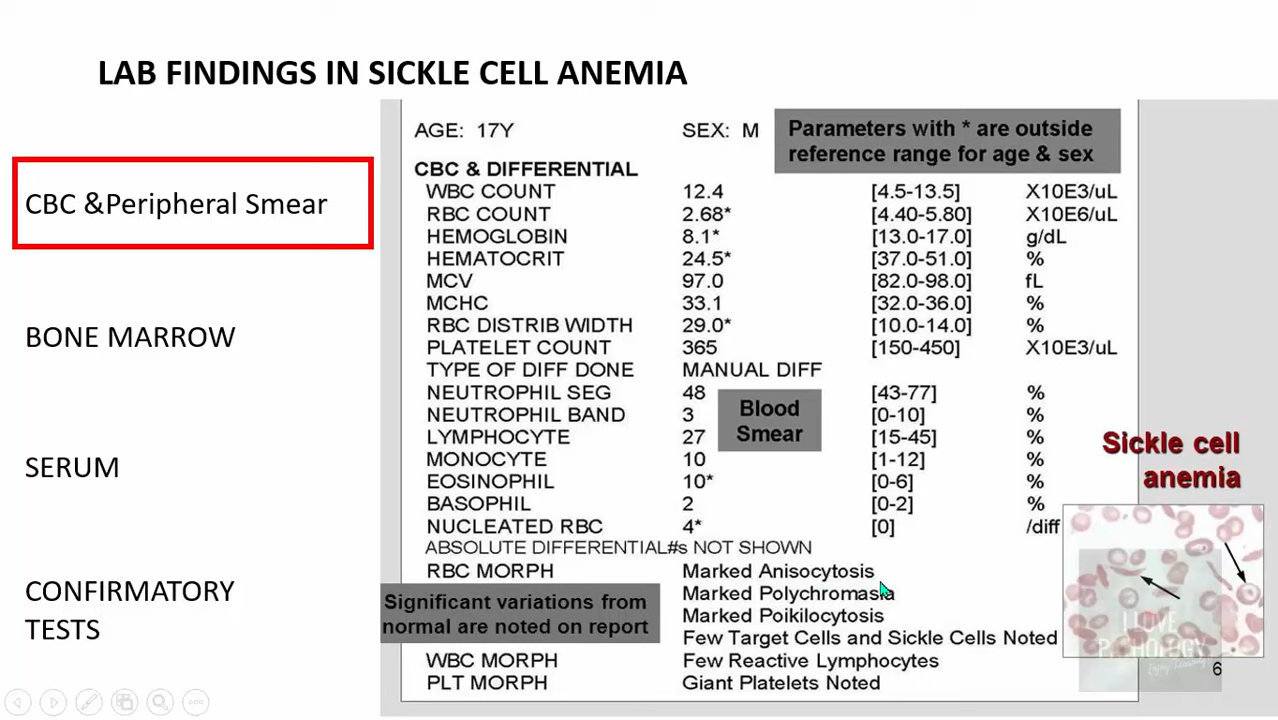 LAB FINDINGS IN SICKLE CELL ANEMIA
CBC &Peripheral Smear
BONE MARROW
SERUM
CONFIRMATORY
TESTS
AGE: 17Y SEX: M
Parameters with * are outside
reference range for age & sex
CBC & DIFFERENTIAL
WBC COUNT 12.4 [4.5-13.5] X10E3/uL
RBC COUNT 2.68* [4.40-5.80] X10E6/uL
HEMOGLOBIN 8.1* [13.0-17.0] g/dL
HEMATOCRIT 24.5* [37.0-51.0] %
MCV 97.0 [82.0-98.0] fL
MCHC 33.1 [32.0-36.0] %
RBC DISTRIB WIDTH 29.0* [10.0-14.0] %
PLATELET COUNT 365 [150-450] X10E3/uL
TYPE OF DIFF DONE MANUAL DIFF
NEUTROPHIL SEG 48 [43-77] %
NEUTROPHIL BAND 3 [0-10] %
LYMPHOCYTE 27 [15-45] %
MONOCYTE 10 [1-12] %
EOSINOPHIL 10* [0-6] %
BASOPHIL 2 [0-2] %
NUCLEATED RBC 4* [0] /diff
Blood
Smear
ABSOLUTE DIFFERENTIAL#s NOT SHOWN
RBC MORPH Marked Anisocytosis
Marked Polychromasia
Marked Poikilocytosis
Few Target Cells and Sickle Cells Noted
Significant variations from
normal are noted on report
WBC MORPH Few Reactive Lymphocytes
PLT MORPH Giant Platelets Noted
Sickle cell
anemia
I LOVE
PATHOLOGY
6